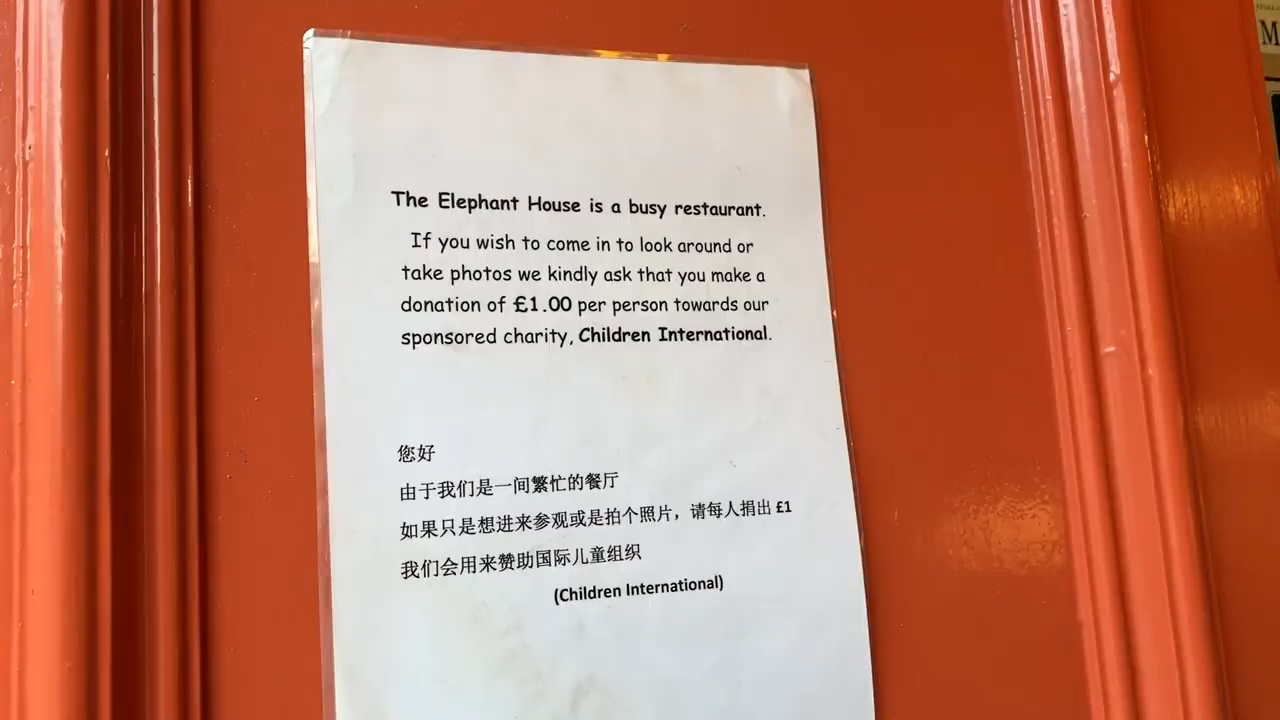 The Elephant House is a busy restaurant.
If you wish to come in to look around or
take photos we kindly ask that you make a
donation of £1.00 per person towards our
sponsored charity, Children International.
您好
由于我们是一间繁忙的餐厅
如果只是想进来参观或是拍个照片，请每人捐出 £1
我们会用来赞助国际儿童组织
(Children International)